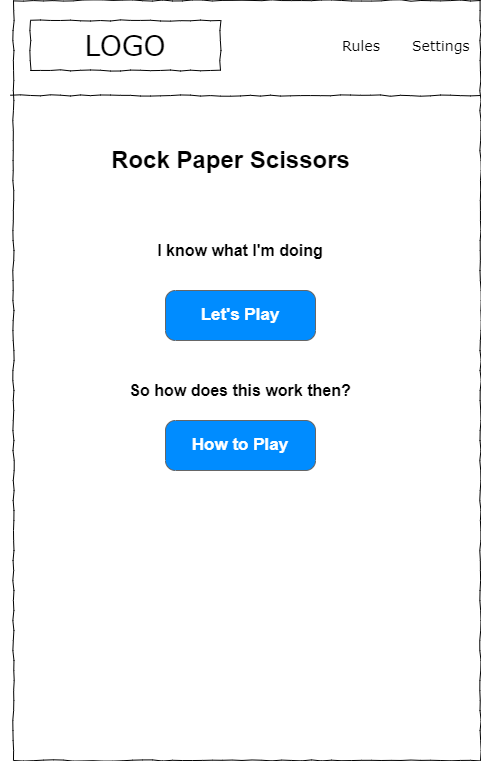 LOGO
Rules Settings
Rock Paper Scissors
I know what I'm doing
Let's Play
So how does this work then?
How to Play